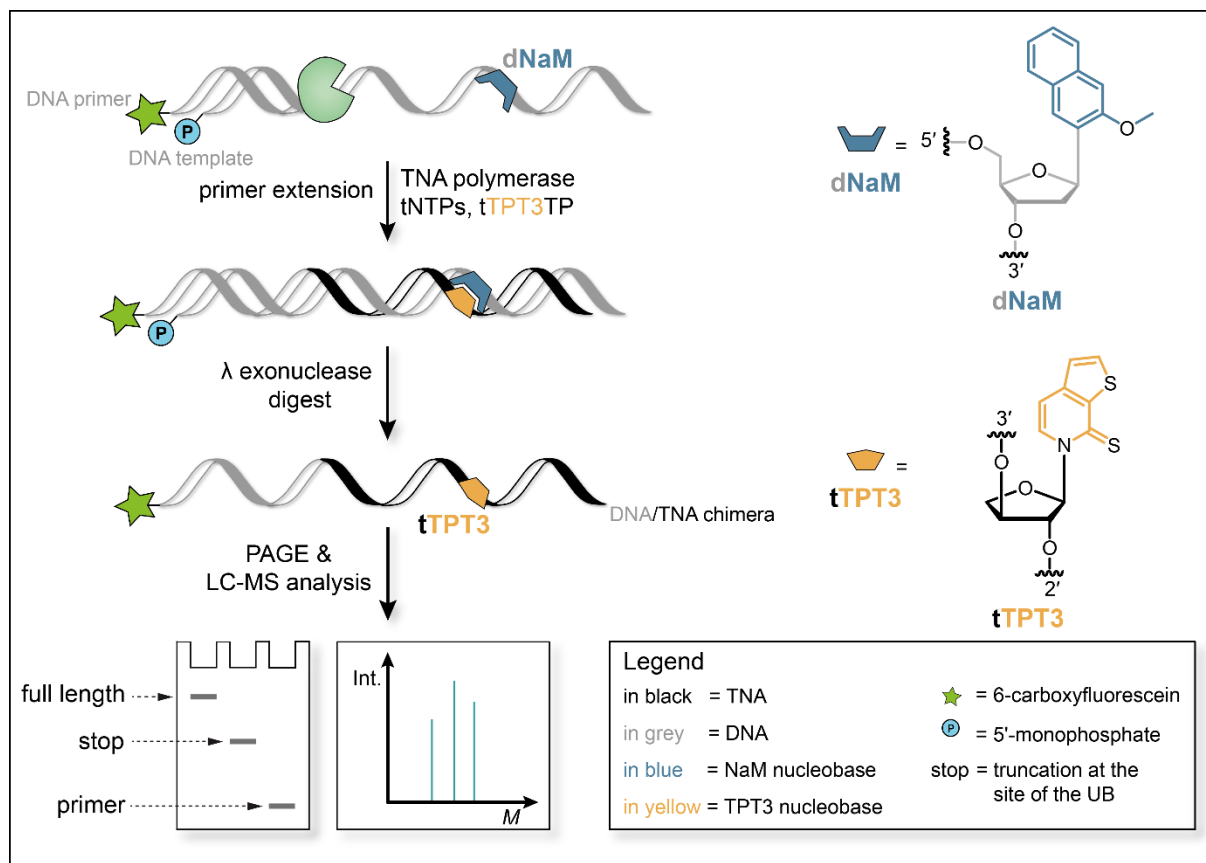 DNA primer
P
DNA template
dNaM
primer extension
TNA polymerase
tNTPs, tTPT3TP
P
λ exonuclease
digest
tTPT3
DNA/TNA chimera
PAGE &
LC-MS analysis
full length
stop
primer
Int.
M
dNaM
= 5′
O
O
O
O
3′
dNaM
tTPT3
=
3′
O
O
N
S
S
O
2′
tTPT3
Legend
in black = TNA
in grey = DNA
in blue = NaM nucleobase
in yellow = TPT3 nucleobase
= 6-carboxyfluorescein
P = 5'-monophosphate
stop = truncation at the
site of the UB